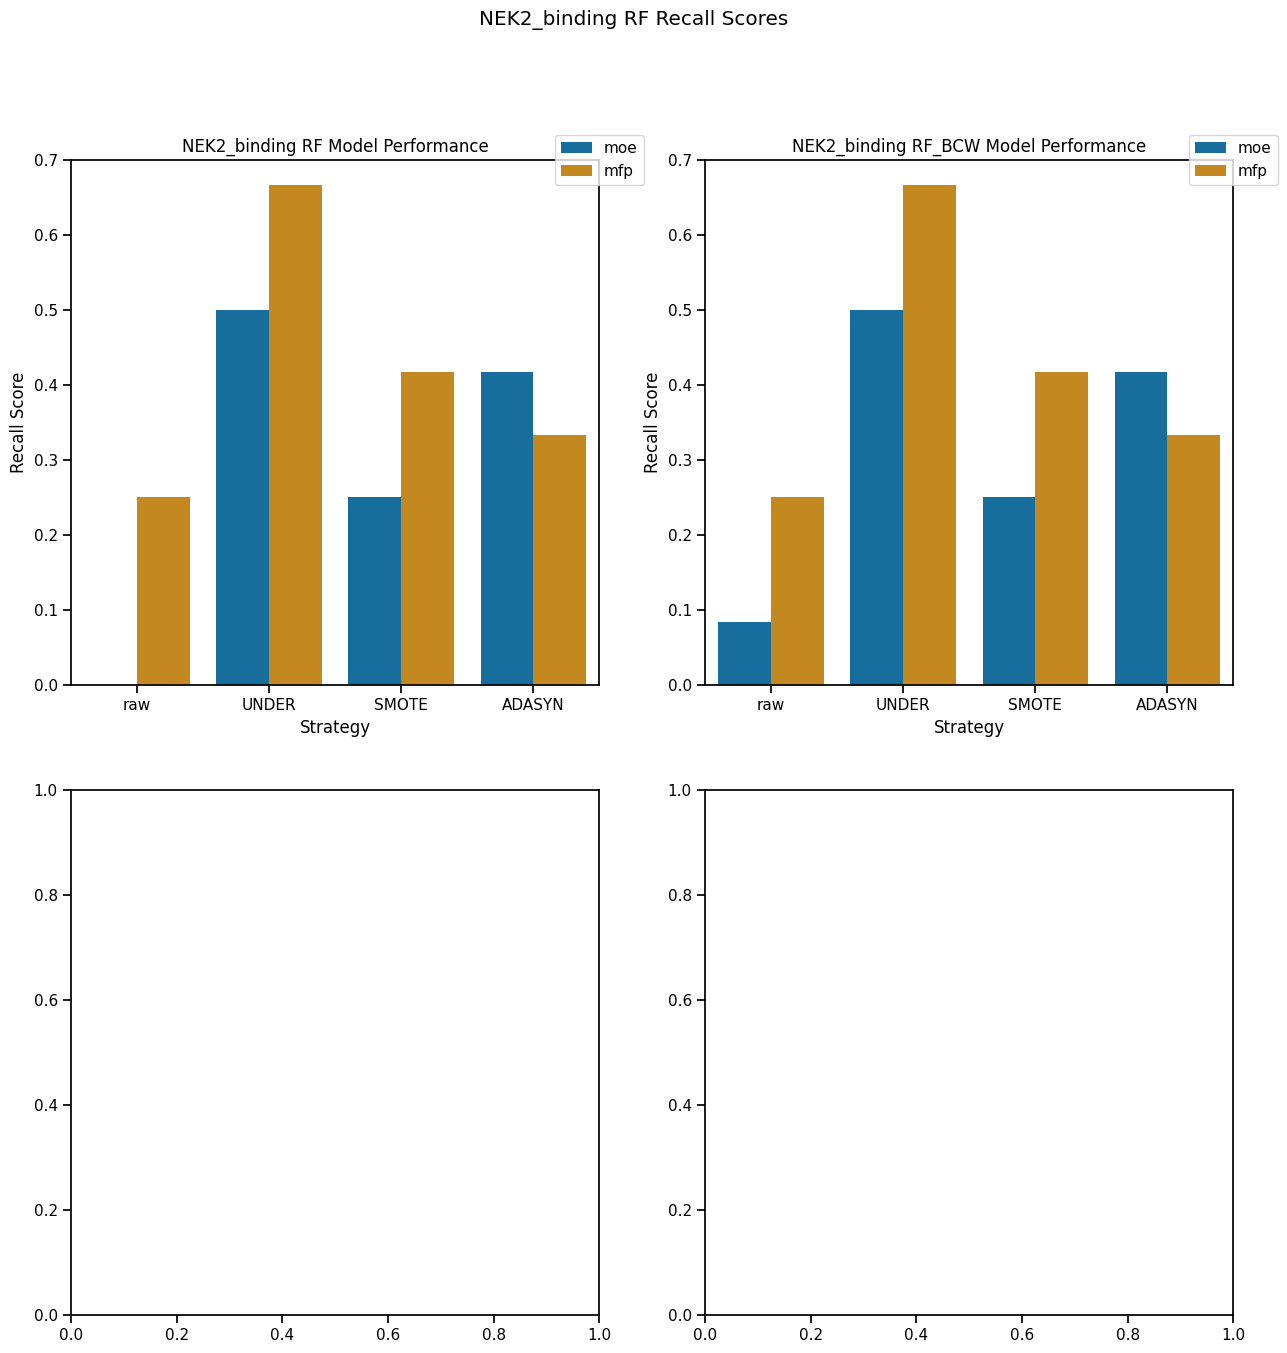 NEK2_binding RF Recall Scores
NEK2_binding RF Model Performance
moe
mfp
0.7
0.6
0.5
0.4
0.3
0.2
0.1
0.0
Recall Score
raw UNDER SMOTE ADASYN
Strategy
NEK2_binding RF_BCW Model Performance
moe
mfp
0.7
0.6
0.5
0.4
0.3
0.2
0.1
0.0
Recall Score
raw UNDER SMOTE ADASYN
Strategy
1.0
0.8
0.6
0.4
0.2
0.0
0.0 0.2 0.4 0.6 0.8 1.0
1.0
0.8
0.6
0.4
0.2
0.0
0.0 0.2 0.4 0.6 0.8 1.0